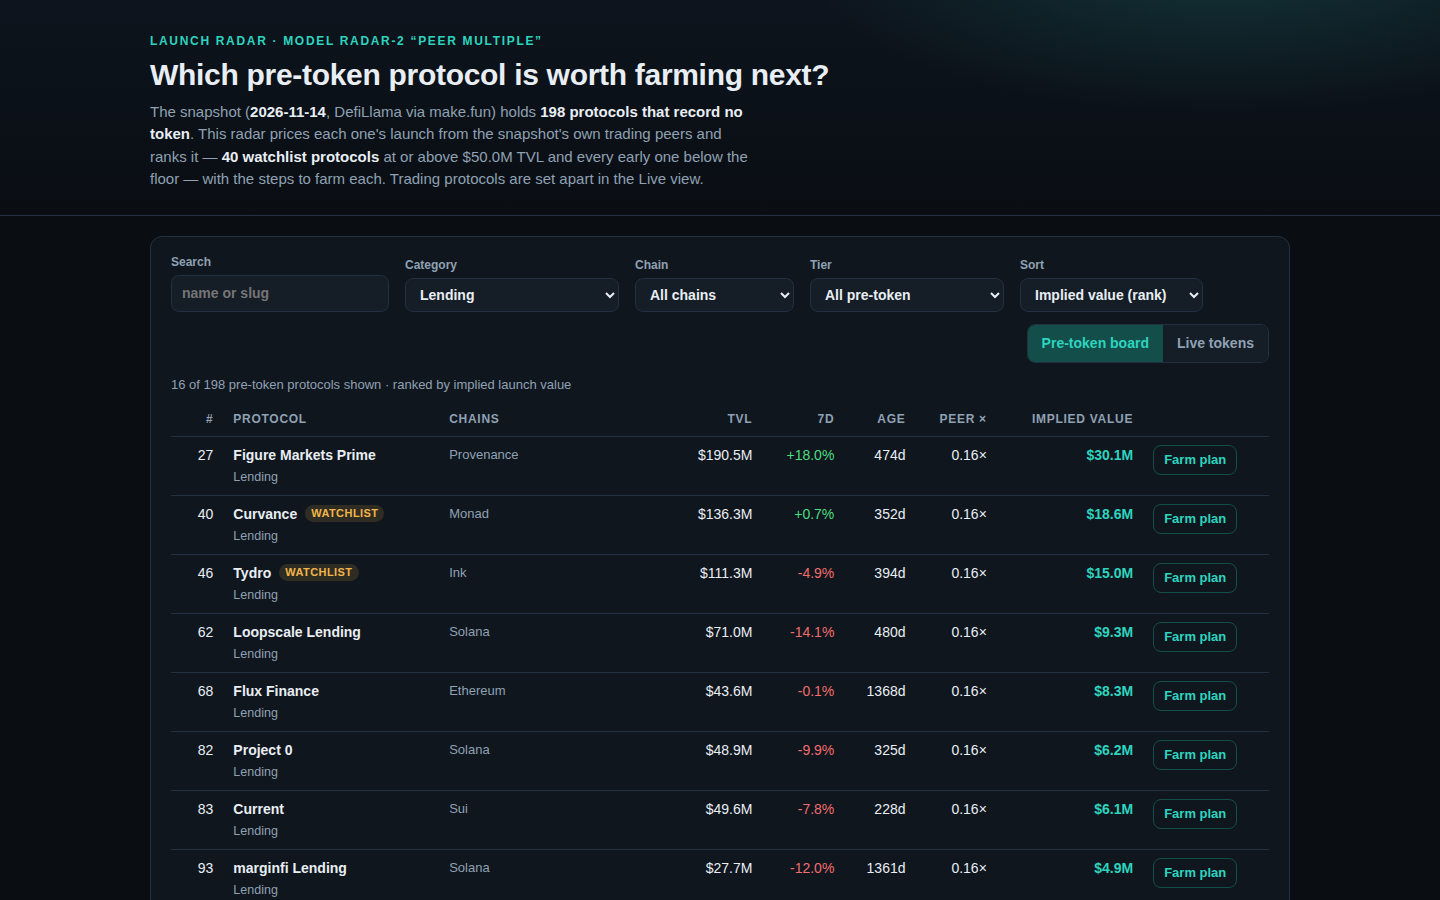 LAUNCH RADAR · MODEL RADAR-2 “PEER MULTIPLE”
Which pre-token protocol is worth farming next?
The snapshot (2026-11-14, DefiLlama via make.fun) holds 198 protocols that record no
token. This radar prices each one's launch from the snapshot's own trading peers and
ranks it — 40 watchlist protocols at or above $50.0M TVL and every early one below the
floor — with the steps to farm each. Trading protocols are set apart in the Live view.
Search Category Chain Tier Sort
name or slug Lending All chains All pre-token Implied value (rank)
Pre-token board Live tokens
16 of 198 pre-token protocols shown · ranked by implied launch value
# PROTOCOL CHAINS TVL 7D AGE PEER × IMPLIED VALUE
27 Figure Markets Prime Provenance $190.5M +18.0% 474d 0.16× $30.1M Farm plan
Lending
40 Curvance WATCHLIST Monad $136.3M +0.7% 352d 0.16× $18.6M Farm plan
Lending
46 Tydro WATCHLIST Ink $111.3M -4.9% 394d 0.16× $15.0M Farm plan
Lending
62 Loopscale Lending Solana $71.0M -14.1% 480d 0.16× $9.3M Farm plan
Lending
68 Flux Finance Ethereum $43.6M -0.1% 1368d 0.16× $8.3M Farm plan
Lending
82 Project 0 Solana $48.9M -9.9% 325d 0.16× $6.2M Farm plan
Lending
83 Current Sui $49.6M -7.8% 228d 0.16× $6.1M Farm plan
Lending
93 marginfi Lending Solana $27.7M -12.0% 1361d 0.16× $4.9M Farm plan
Lending